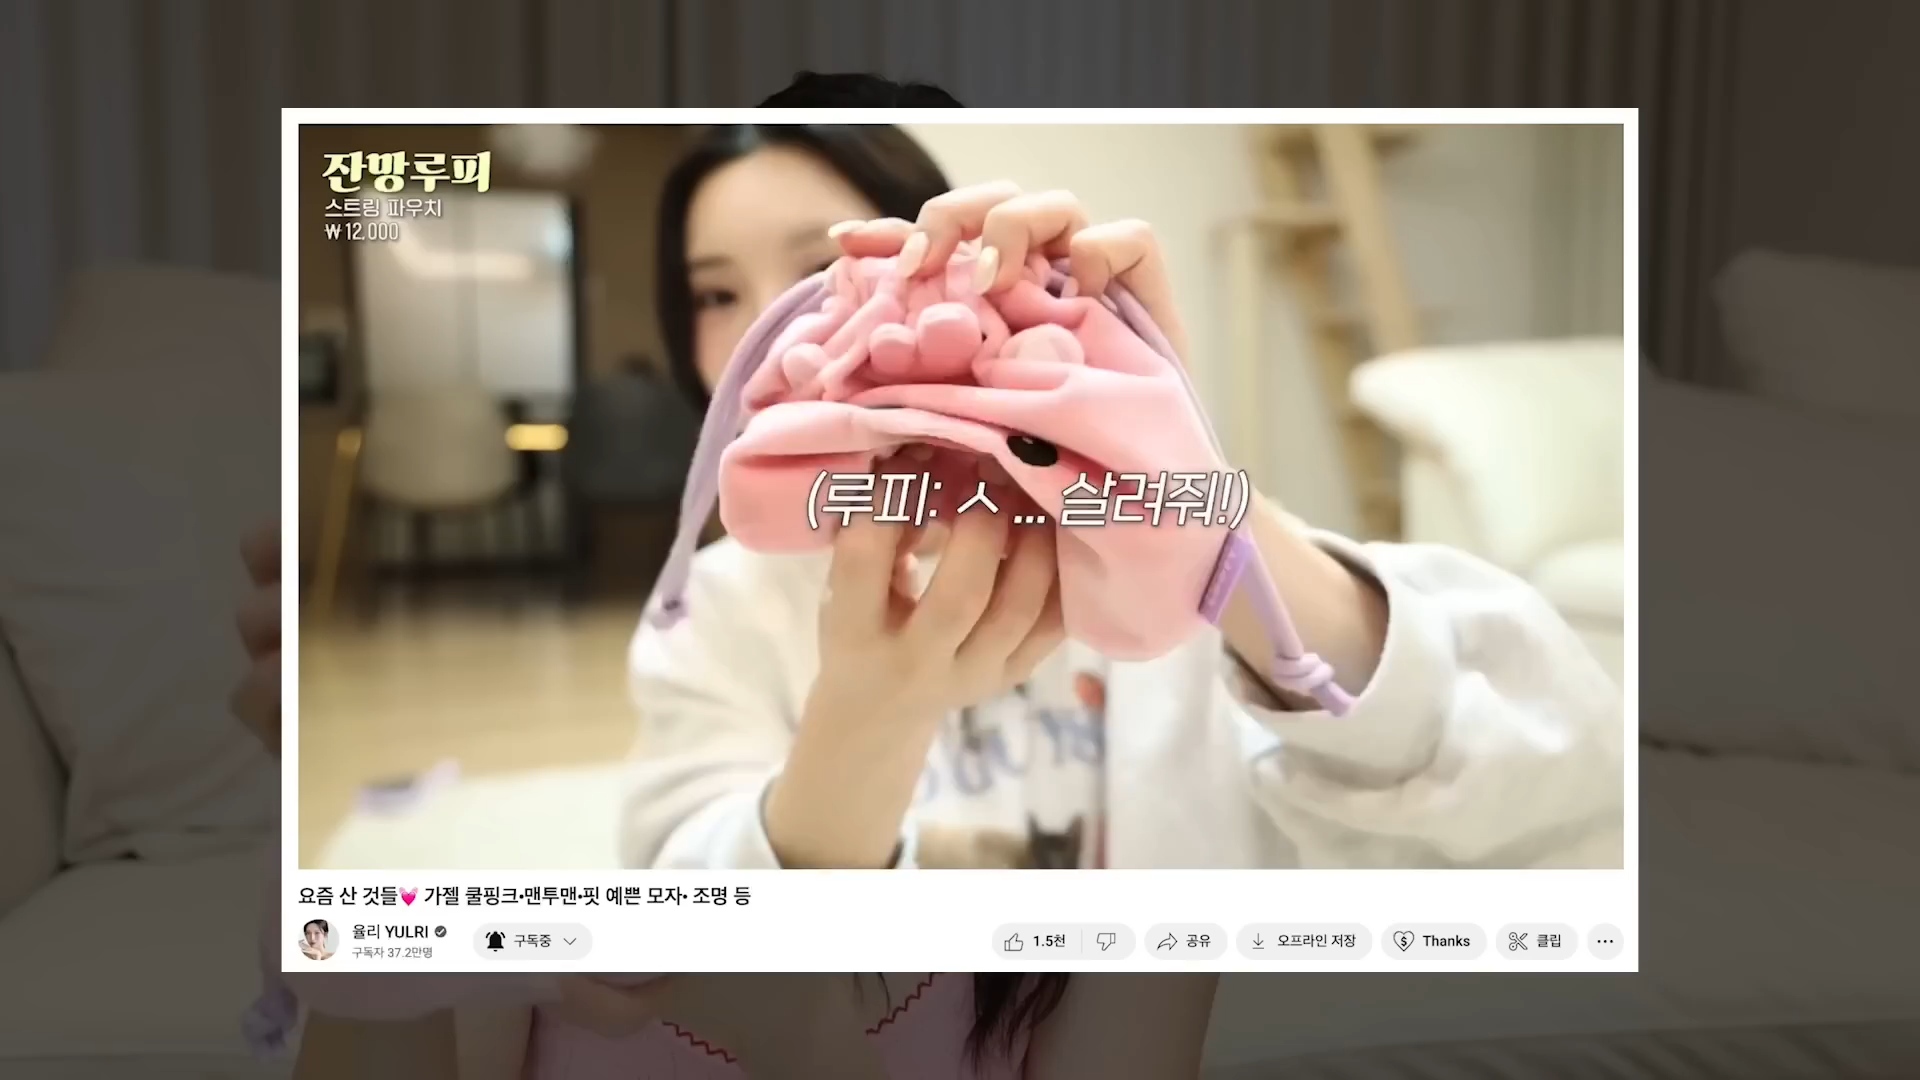 잔망루피
스트링 파우치
₩ 12,000
(루피: ㅅ ... 살려줘!)
요즘 산 것들💓 가젤 쿨핑크•맨투맨•핏 예쁜 모자• 조명 등
율리 YULRI
구독자 37.2만명
구독중
1.5천
공유
오프라인 저장
Thanks
클립